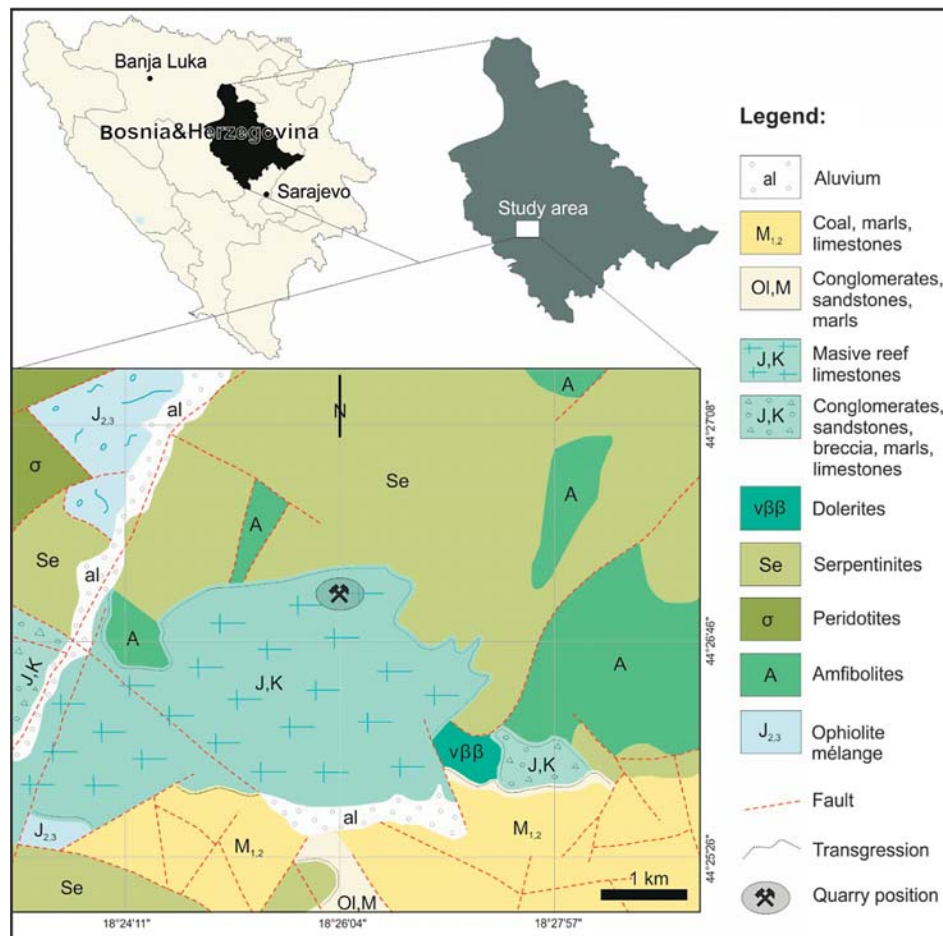 Banja Luka
Bosnia&Herzegovina
Sarajevo
Study area
Legend:
al Aluvium
M1,2 Coal, marls,
limestones
Ol,M Conglomerates,
sandstones,
marls
J,K Masive reef
limestones
J,K Conglomerates,
sandstones,
breccia, marls,
limestones
vββ Dolerites
Se Serpentinites
σ Peridotites
A Amfibolites
J2,3 Ophiolite
mélange
Fault
Transgression
Quarry position
J2,3
al
N
A
44°27'08"
σ
Se
A
A
Se
al
A
44°26'46"
J,K
J,K
A
vββ
J,K
al
J2,3
M1,2
M1,2
44°25'26"
Se
Ol,M
1 km
18°24'11"
18°26'04"
18°27'57"